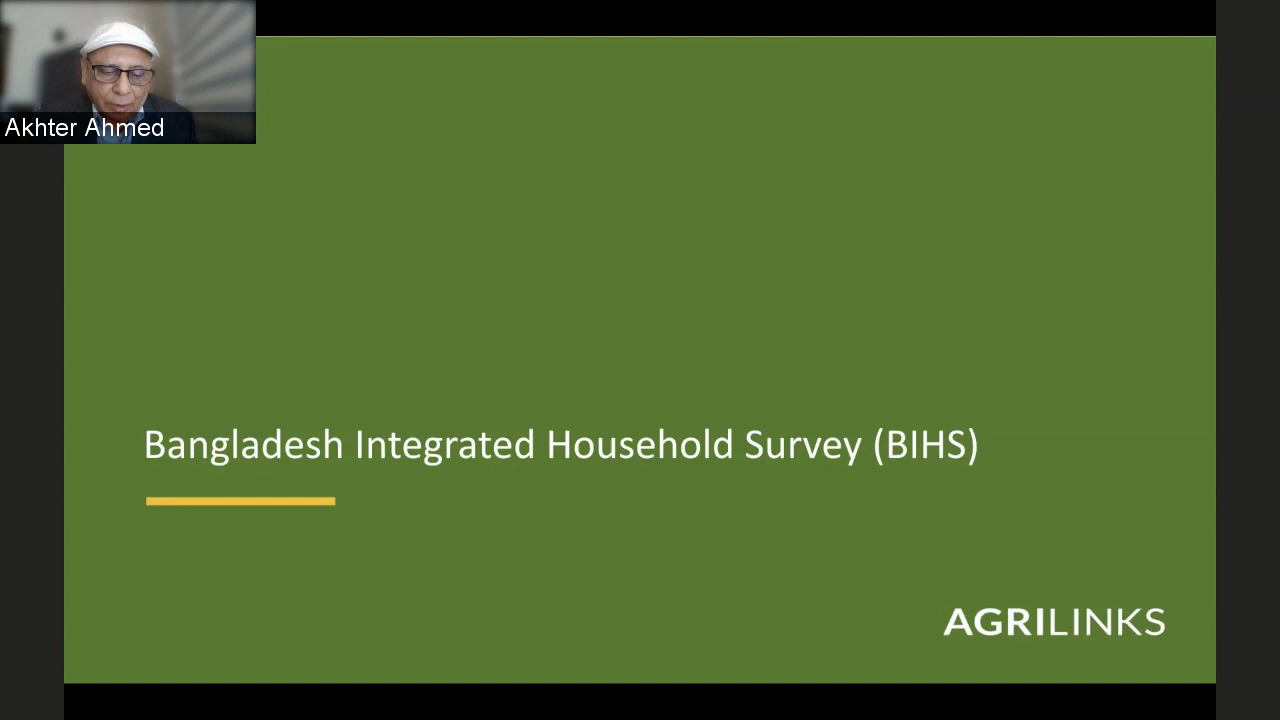 Akhter Ahmed
Bangladesh Integrated Household Survey (BIHS)
AGRILINKS